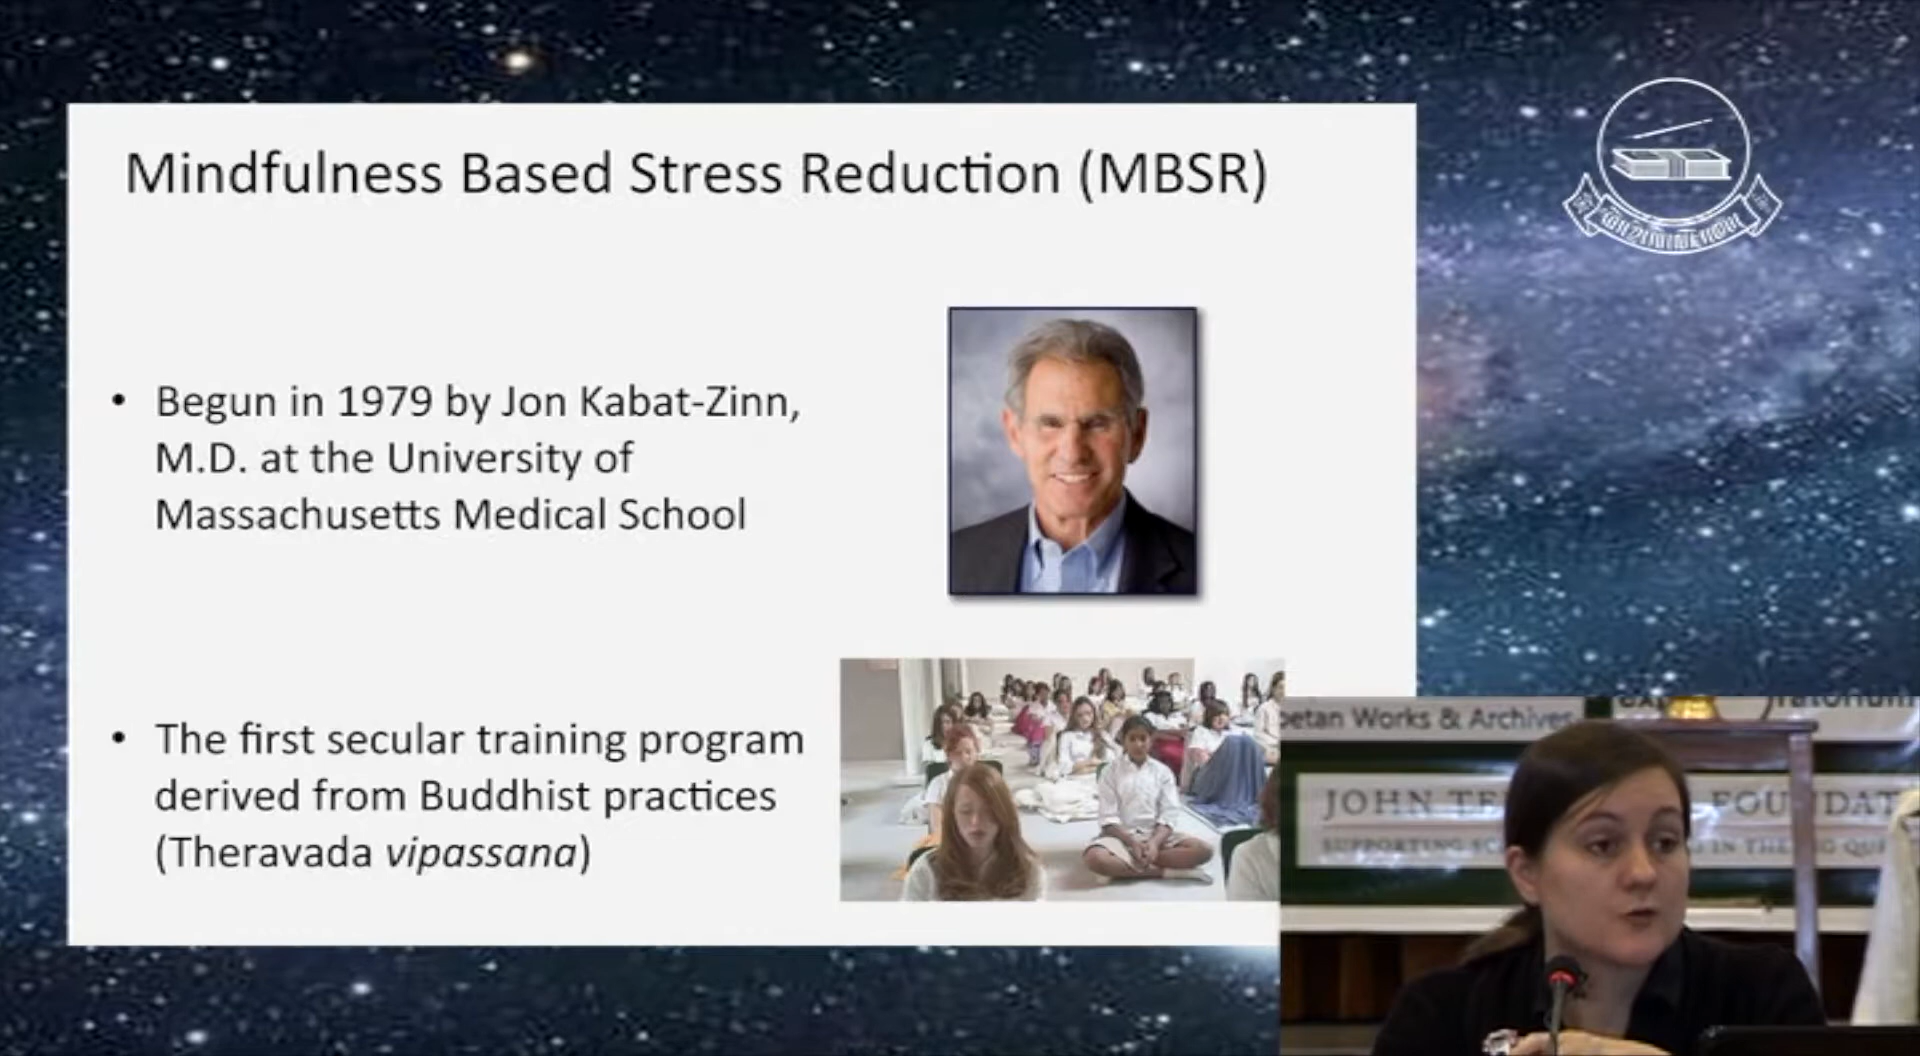 Mindfulness Based Stress Reduction (MBSR)
• Begun in 1979 by Jon Kabat-Zinn,
M.D. at the University of
Massachusetts Medical School
• The first secular training program
derived from Buddhist practices
(Theravada vipassana)
Works & Archives
JOHN